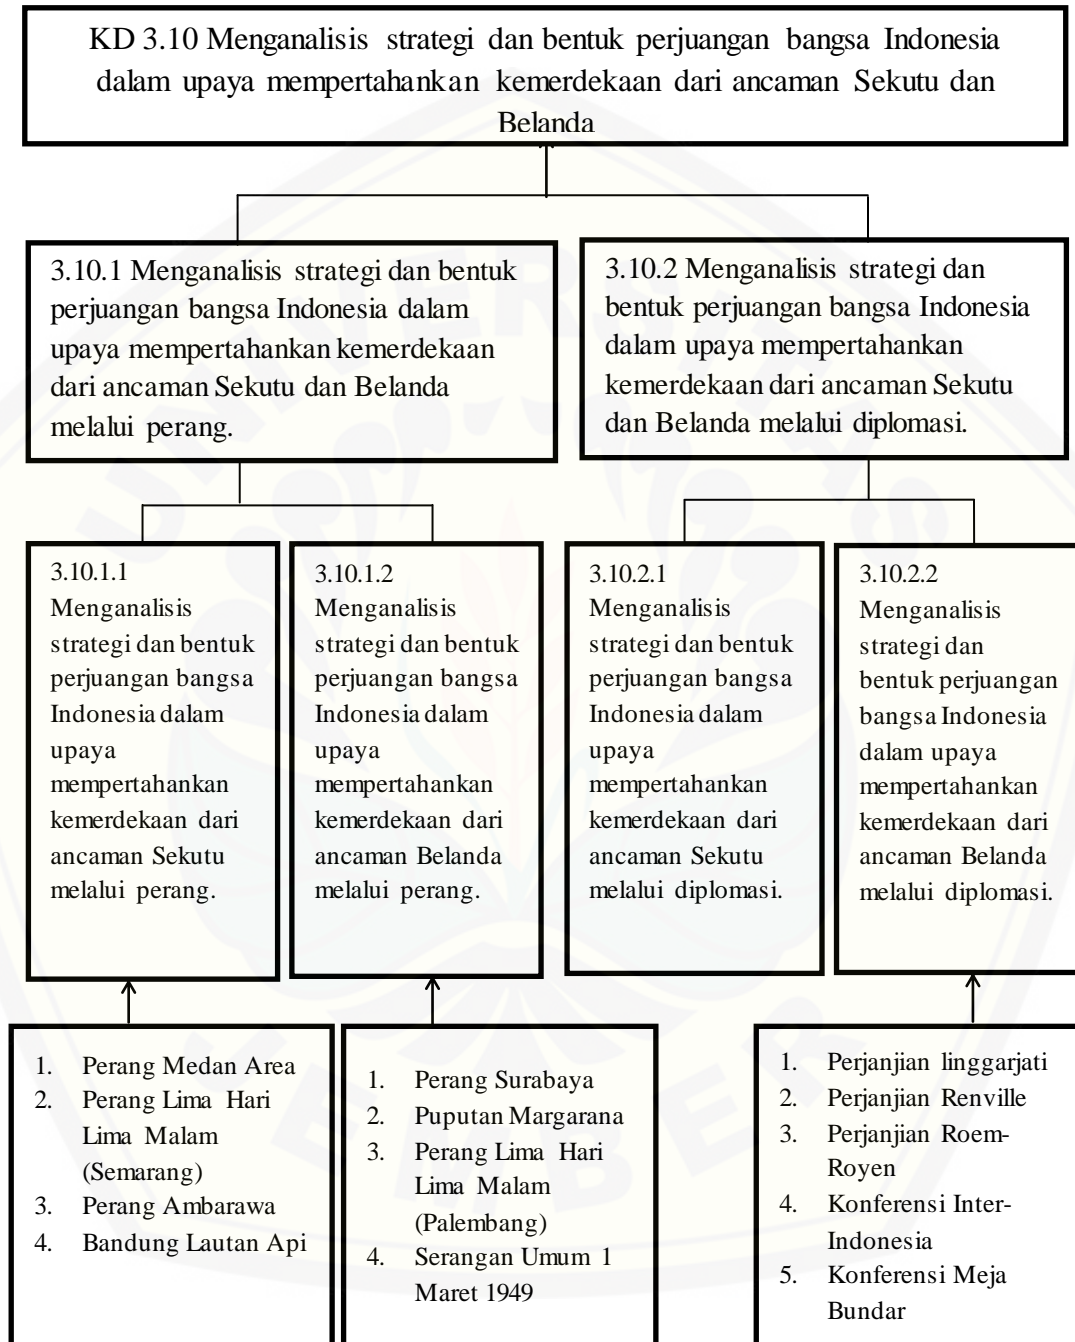 KD 3.10 Menganalisis strategi dan bentuk perjuangan bangsa Indonesia
dalam upaya mempertahankan kemerdekaan dari ancaman Sekutu dan
Belanda
3.10.1 Menganalisis strategi dan bentuk
perjuangan bangsa Indonesia dalam
upaya mempertahankan kemerdekaan
dari ancaman Sekutu dan Belanda
melalui perang.
3.10.2 Menganalisis strategi dan
bentuk perjuangan bangsa Indonesia
dalam upaya mempertahankan
kemerdekaan dari ancaman Sekutu
dan Belanda melalui diplomasi.
3.10.1.1
Menganalisis
strategi dan bentuk
perjuangan bangsa
Indonesia dalam
upaya
mempertahankan
kemerdekaan dari
ancaman Sekutu
melalui perang.
3.10.1.2
Menganalisis
strategi dan bentuk
perjuangan bangsa
Indonesia dalam
upaya
mempertahankan
kemerdekaan dari
ancaman Belanda
melalui perang.
3.10.2.1
Menganalisis
strategi dan bentuk
perjuangan bangsa
Indonesia dalam
upaya
mempertahankan
kemerdekaan dari
ancaman Sekutu
melalui diplomasi.
3.10.2.2
Menganalisis
strategi dan
bentuk perjuangan
bangsa Indonesia
dalam upaya
mempertahankan
kemerdekaan dari
ancaman Belanda
melalui diplomasi.
1. Perang Medan Area
2. Perang Lima Hari
Lima Malam
(Semarang)
3. Perang Ambarawa
4. Bandung Lautan Api
1. Perang Surabaya
2. Puputan Margarana
3. Perang Lima Hari
Lima Malam
(Palembang)
4. Serangan Umum 1
Maret 1949
1. Perjanjian linggarjati
2. Perjanjian Renville
3. Perjanjian Roem-
Royen
4. Konferensi Inter-
Indonesia
5. Konferensi Meja
Bundar
UNIVERSITAS
JEMBER